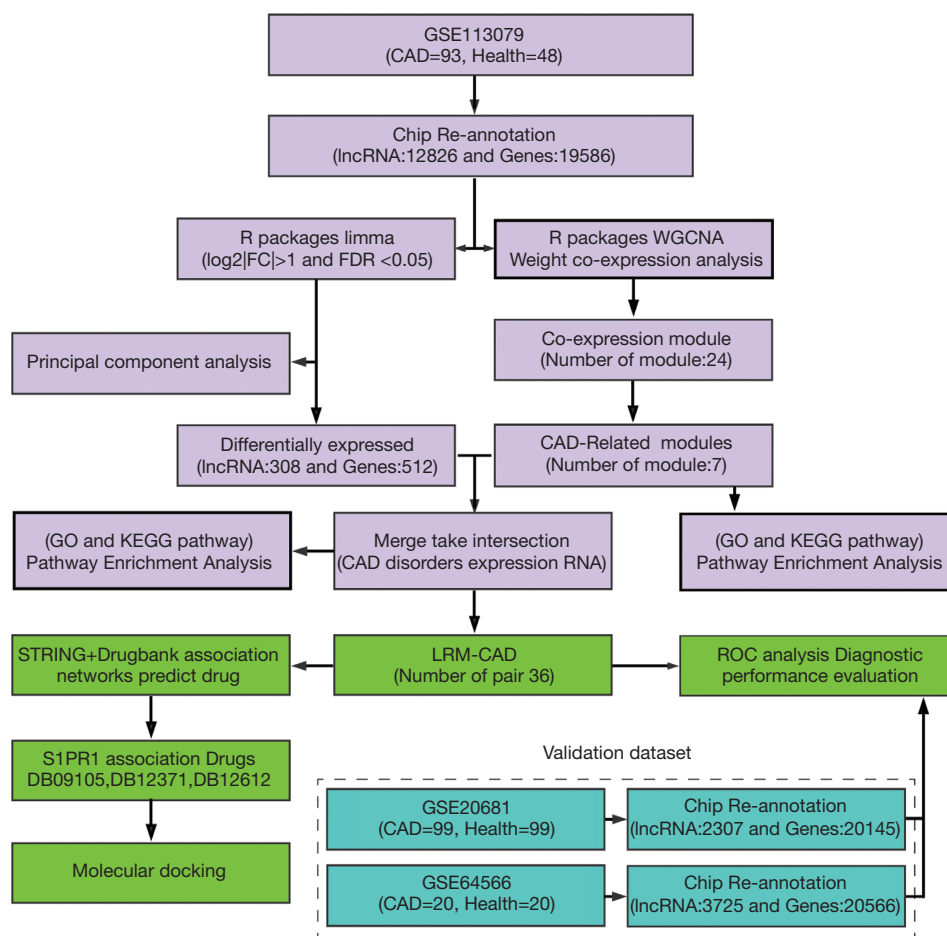 GSE113079
(CAD=93, Health=48)
Chip Re-annotation
(lncRNA:12826 and Genes:19586)
R packages limma
(log2|FC|>1 and FDR <0.05)
R packages WGCNA
Weight co-expression analysis
Principal component analysis
Co-expression module
(Number of module:24)
Differentially expressed
(lncRNA:308 and Genes:512)
CAD-Related modules
(Number of module:7)
(GO and KEGG pathway)
Pathway Enrichment Analysis
Merge take intersection
(CAD disorders expression RNA)
(GO and KEGG pathway)
Pathway Enrichment Analysis
STRING+Drugbank association
networks predict drug
LRM-CAD
(Number of pair 36)
ROC analysis Diagnostic
performance evaluation
S1PR1 association Drugs
DB09105,DB12371,DB12612
Molecular docking
Validation dataset
GSE20681
(CAD=99, Health=99)
Chip Re-annotation
(lncRNA:2307 and Genes:20145)
GSE64566
(CAD=20, Health=20)
Chip Re-annotation
(lncRNA:3725 and Genes:20566)